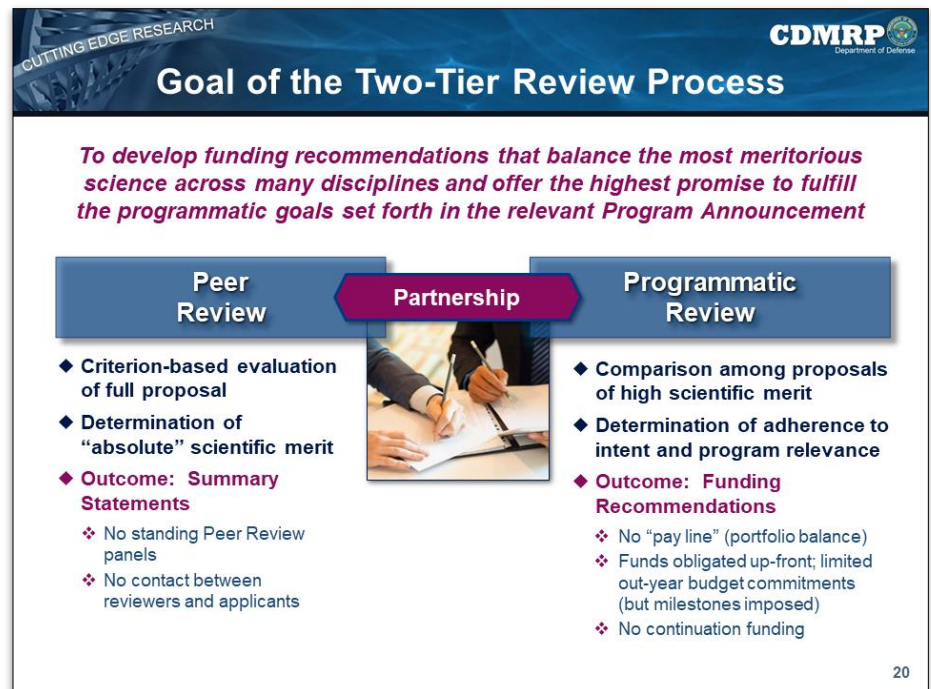 CUTTING EDGE RESEARCH
CDMRP
Department of Defense
Goal of the Two-Tier Review Process
To develop funding recommendations that balance the most meritorious
science across many disciplines and offer the highest promise to fulfill
the programmatic goals set forth in the relevant Program Announcement
Peer
Review
Partnership
Programmatic
Review
◆ Criterion-based evaluation
of full proposal
◆ Determination of
“absolute” scientific merit
◆ Outcome: Summary
Statements
❖ No standing Peer Review
panels
❖ No contact between
reviewers and applicants
◆ Comparison among proposals
of high scientific merit
◆ Determination of adherence to
intent and program relevance
◆ Outcome: Funding
Recommendations
❖ No “pay line” (portfolio balance)
❖ Funds obligated up-front; limited
out-year budget commitments
(but milestones imposed)
❖ No continuation funding
20